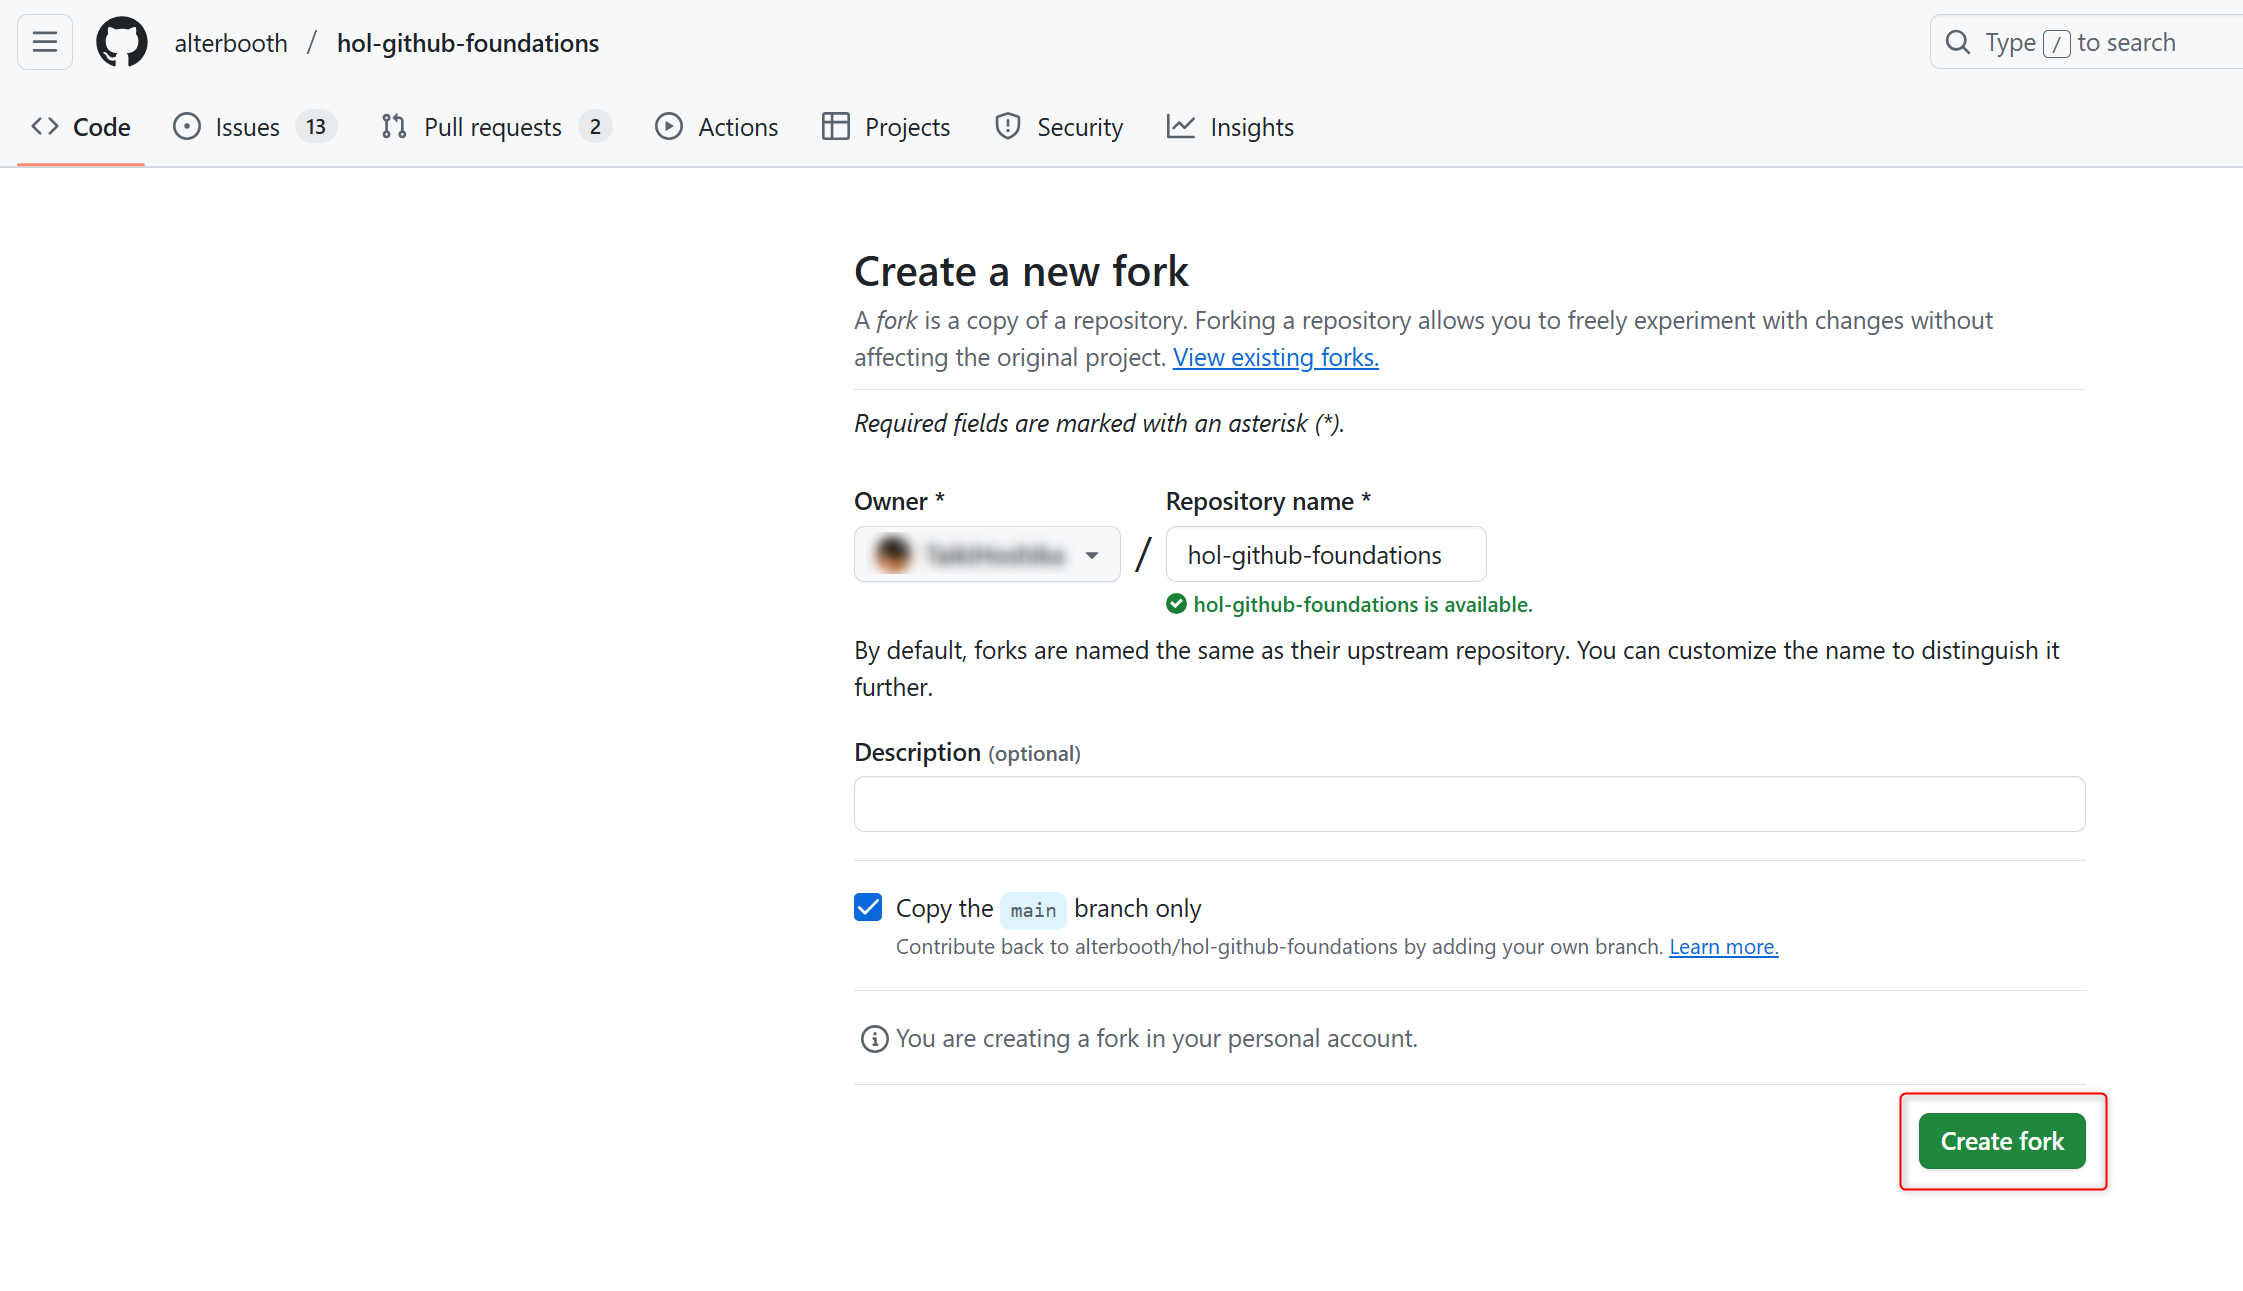 alterbooth / hol-github-foundations
Type / to search
Code
Issues 13
Pull requests 2
Actions
Projects
Security
Insights
Create a new fork
A fork is a copy of a repository. Forking a repository allows you to freely experiment with changes without
affecting the original project. View existing forks.
Required fields are marked with an asterisk (*).
Owner *
Repository name *
/
hol-github-foundations
hol-github-foundations is available.
By default, forks are named the same as their upstream repository. You can customize the name to distinguish it
further.
Description (optional)
Copy the main branch only
Contribute back to alterbooth/hol-github-foundations by adding your own branch. Learn more.
You are creating a fork in your personal account.
Create fork